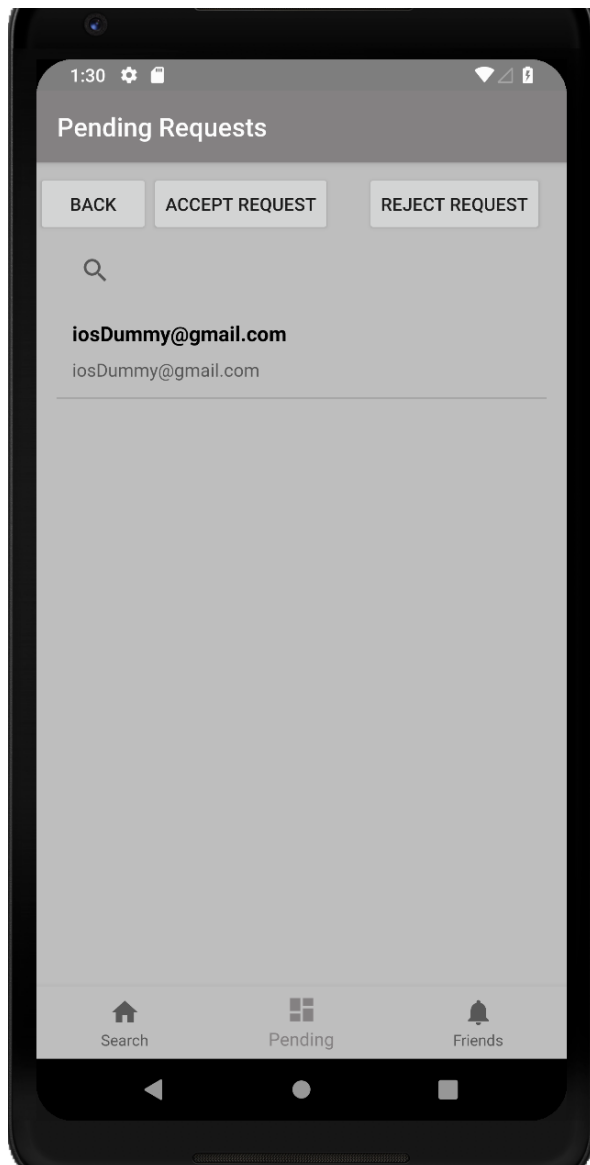 1:30
Pending Requests
BACK ACCEPT REQUEST REJECT REQUEST
iosDummy@gmail.com
iosDummy@gmail.com
Search Pending Friends